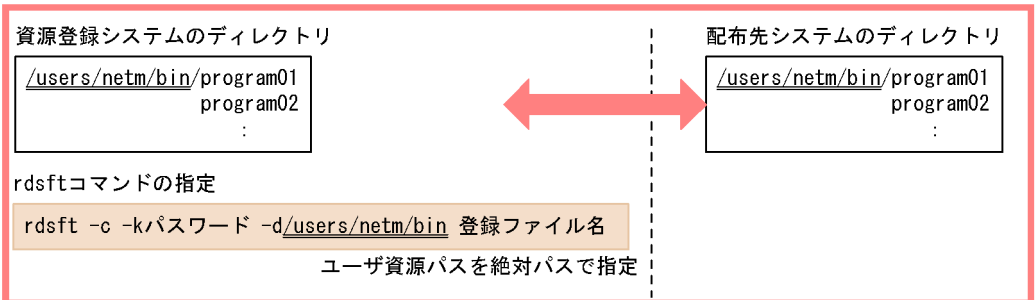 資源登録システムのディレクトリ
/users/netm/bin/program01
program02
:
配布先システムのディレクトリ
/users/netm/bin/program01
program02
:
rdsftコマンドの指定
rdsft -c -kパスワード -d/users/netm/bin 登録ファイル名
ユーザ資源パスを絶対パスで指定